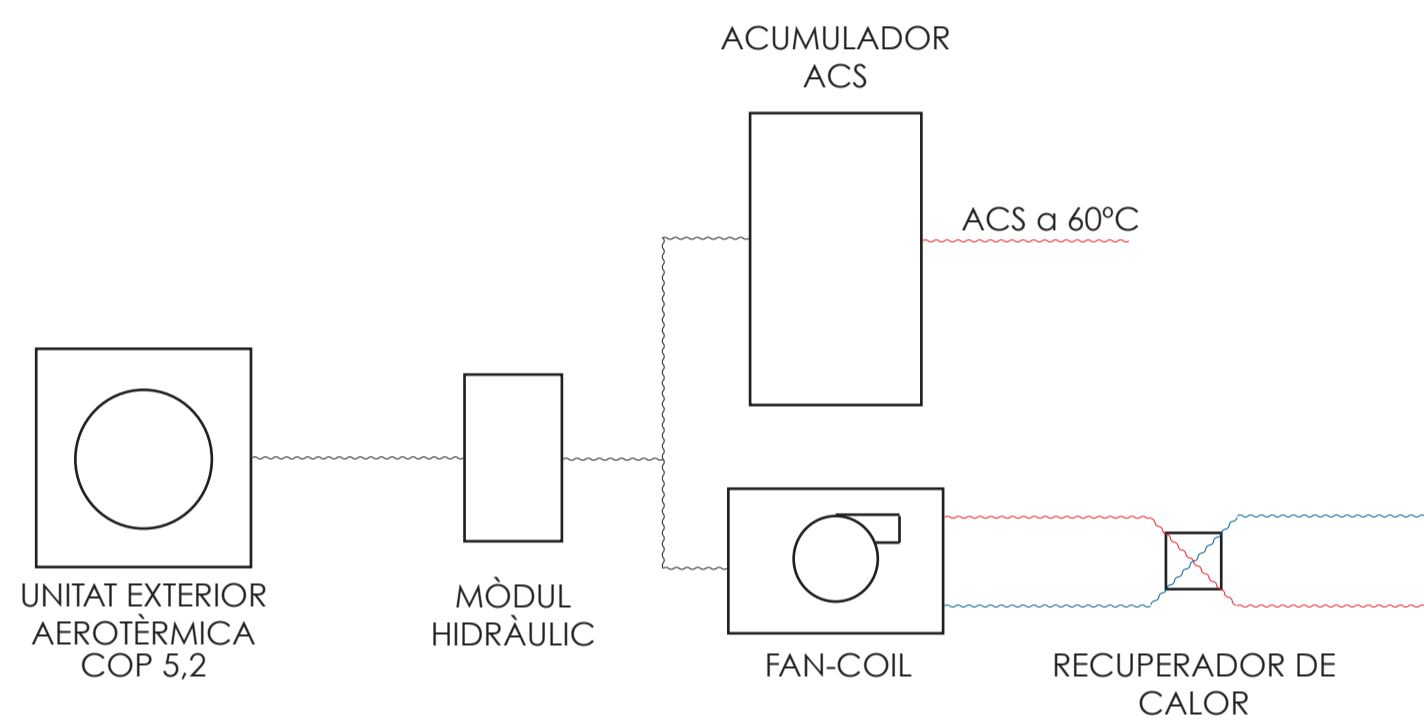 ACUMULADOR
ACS
ACS a 60ºC
UNITAT EXTERIOR
AEROTÈRMICA
COP 5,2
MÒDUL
HIDRÀULIC
FAN-COIL
RECUPERADOR DE
CALOR